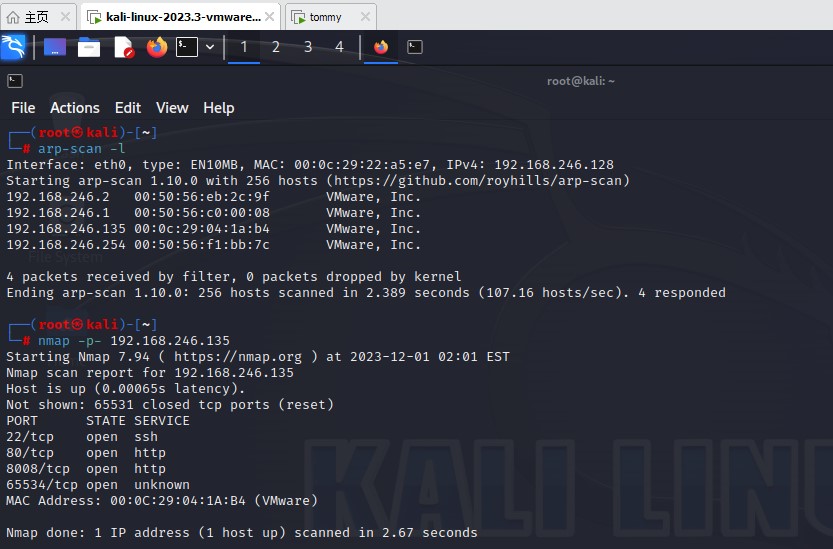 主页
kali-linux-2023.3-vmware...
tommy
1 2 3 4
root@kali: ~
File Actions Edit View Help
┌──(root㉿kali)-[~]
└─# arp-scan -l
Interface: eth0, type: EN10MB, MAC: 00:0c:29:22:a5:e7, IPv4: 192.168.246.128
Starting arp-scan 1.10.0 with 256 hosts (https://github.com/royhills/arp-scan)
192.168.246.2 00:50:56:eb:2c:9f VMware, Inc.
192.168.246.1 00:50:56:c0:00:08 VMware, Inc.
192.168.246.135 00:0c:29:04:1a:b4 VMware, Inc.
192.168.246.254 00:50:56:f1:bb:7c VMware, Inc.
File System
4 packets received by filter, 0 packets dropped by kernel
Ending arp-scan 1.10.0: 256 hosts scanned in 2.389 seconds (107.16 hosts/sec). 4 responded
┌──(root㉿kali)-[~]
└─# nmap -p- 192.168.246.135
Starting Nmap 7.94 ( https://nmap.org ) at 2023-12-01 02:01 EST
Nmap scan report for 192.168.246.135
Host is up (0.00065s latency).
Not shown: 65531 closed tcp ports (reset)
PORT STATE SERVICE
22/tcp open ssh
80/tcp open http
8008/tcp open http
65534/tcp open unknown
MAC Address: 00:0C:29:04:1A:B4 (VMware)
Nmap done: 1 IP address (1 host up) scanned in 2.67 seconds
KALI LINU